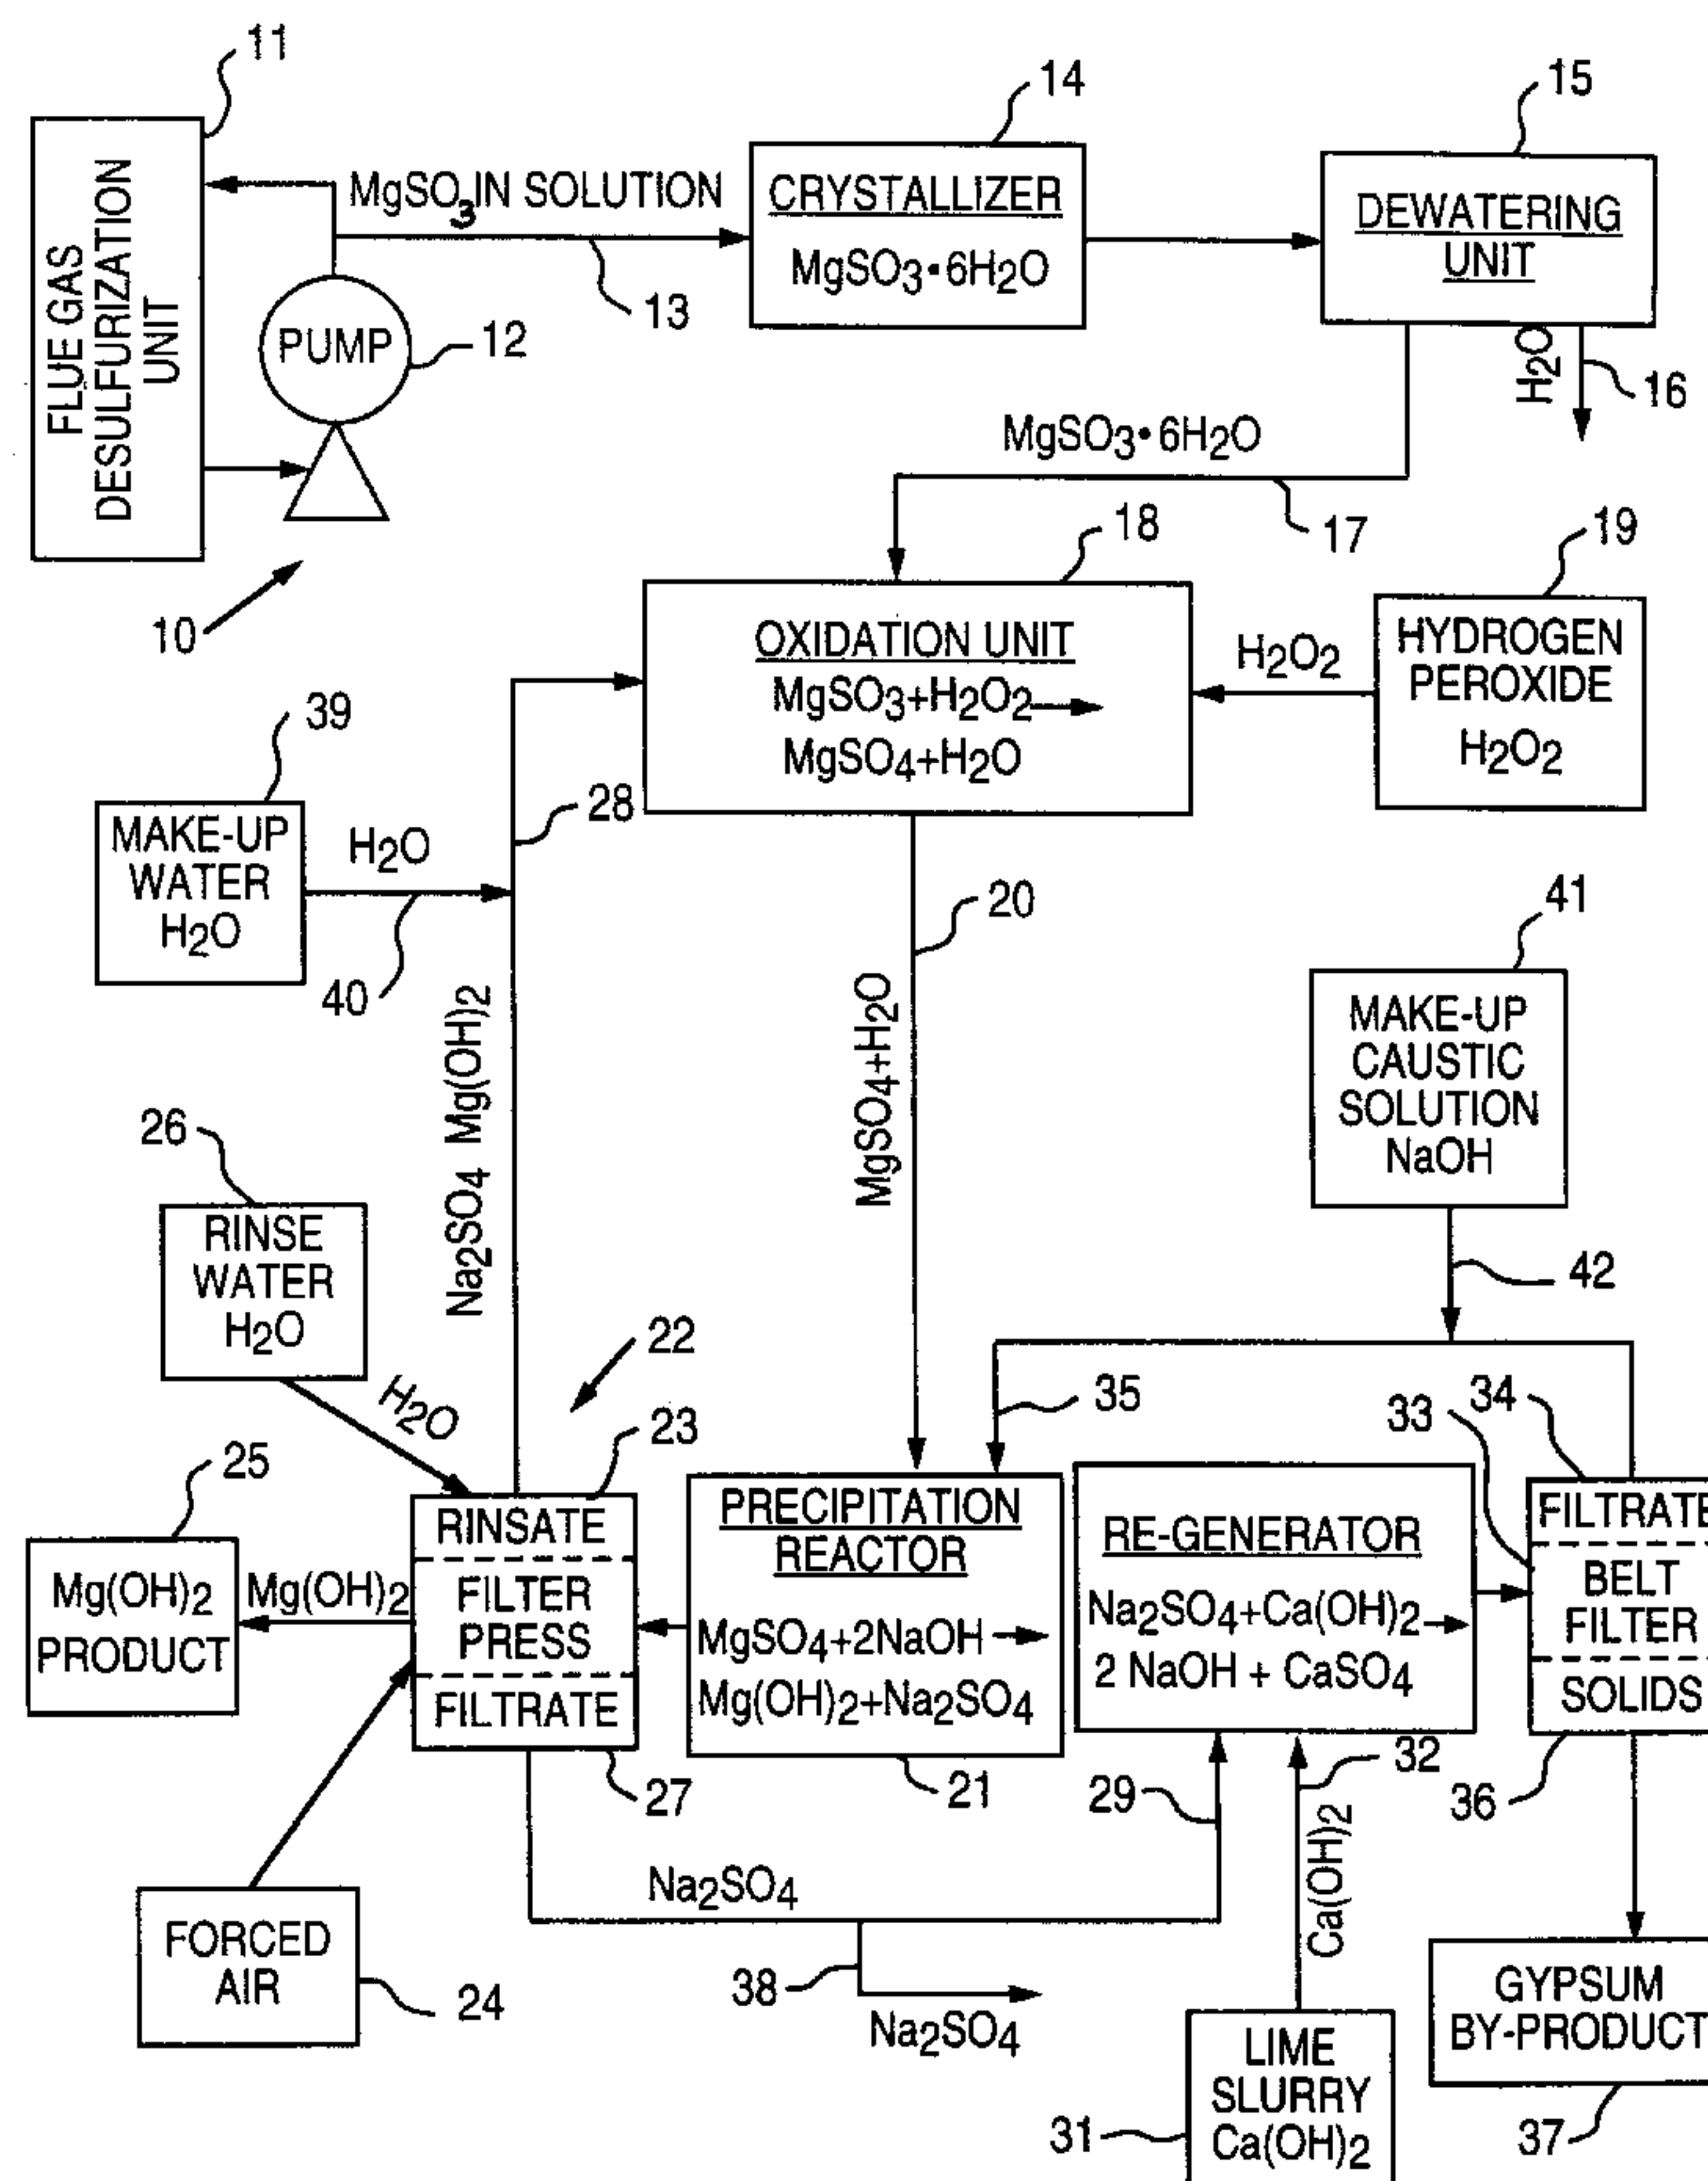 11
14
15
FLUE GAS
DESULFURIZATION
UNIT
MgSO3 IN SOLUTION
13
PUMP
12
10
CRYSTALLIZER
MgSO3•6H2O
DEWATERING
UNIT
H2O
16
MgSO3•6H2O
17
18
19
OXIDATION UNIT
MgSO3+H2O2
MgSO4+H2O
H2O2
HYDROGEN
PEROXIDE
H2O2
39
MAKE-UP
WATER
H2O
H2O
40
28
20
41
Na2SO4 Mg(OH)2
MgSO4+H2O
MAKE-UP
CAUSTIC
SOLUTION
NaOH
42
26
RINSE
WATER
H2O
H2O
22
23
35
33
34
25
Mg(OH)2
PRODUCT
Mg(OH)2
RINSATE
FILTER
PRESS
FILTRATE
27
PRECIPITATION
REACTOR
MgSO4+2NaOH
Mg(OH)2+Na2SO4
21
RE-GENERATOR
Na2SO4+Ca(OH)2
2 NaOH + CaSO4
FILTRATE
BELT
FILTER
SOLIDS
36
29
32
Ca(OH)2
Na2SO4
38
Na2SO4
FORCED
AIR
24
LIME
SLURRY
Ca(OH)2
31
GYPSUM
BY-PRODUCT
37